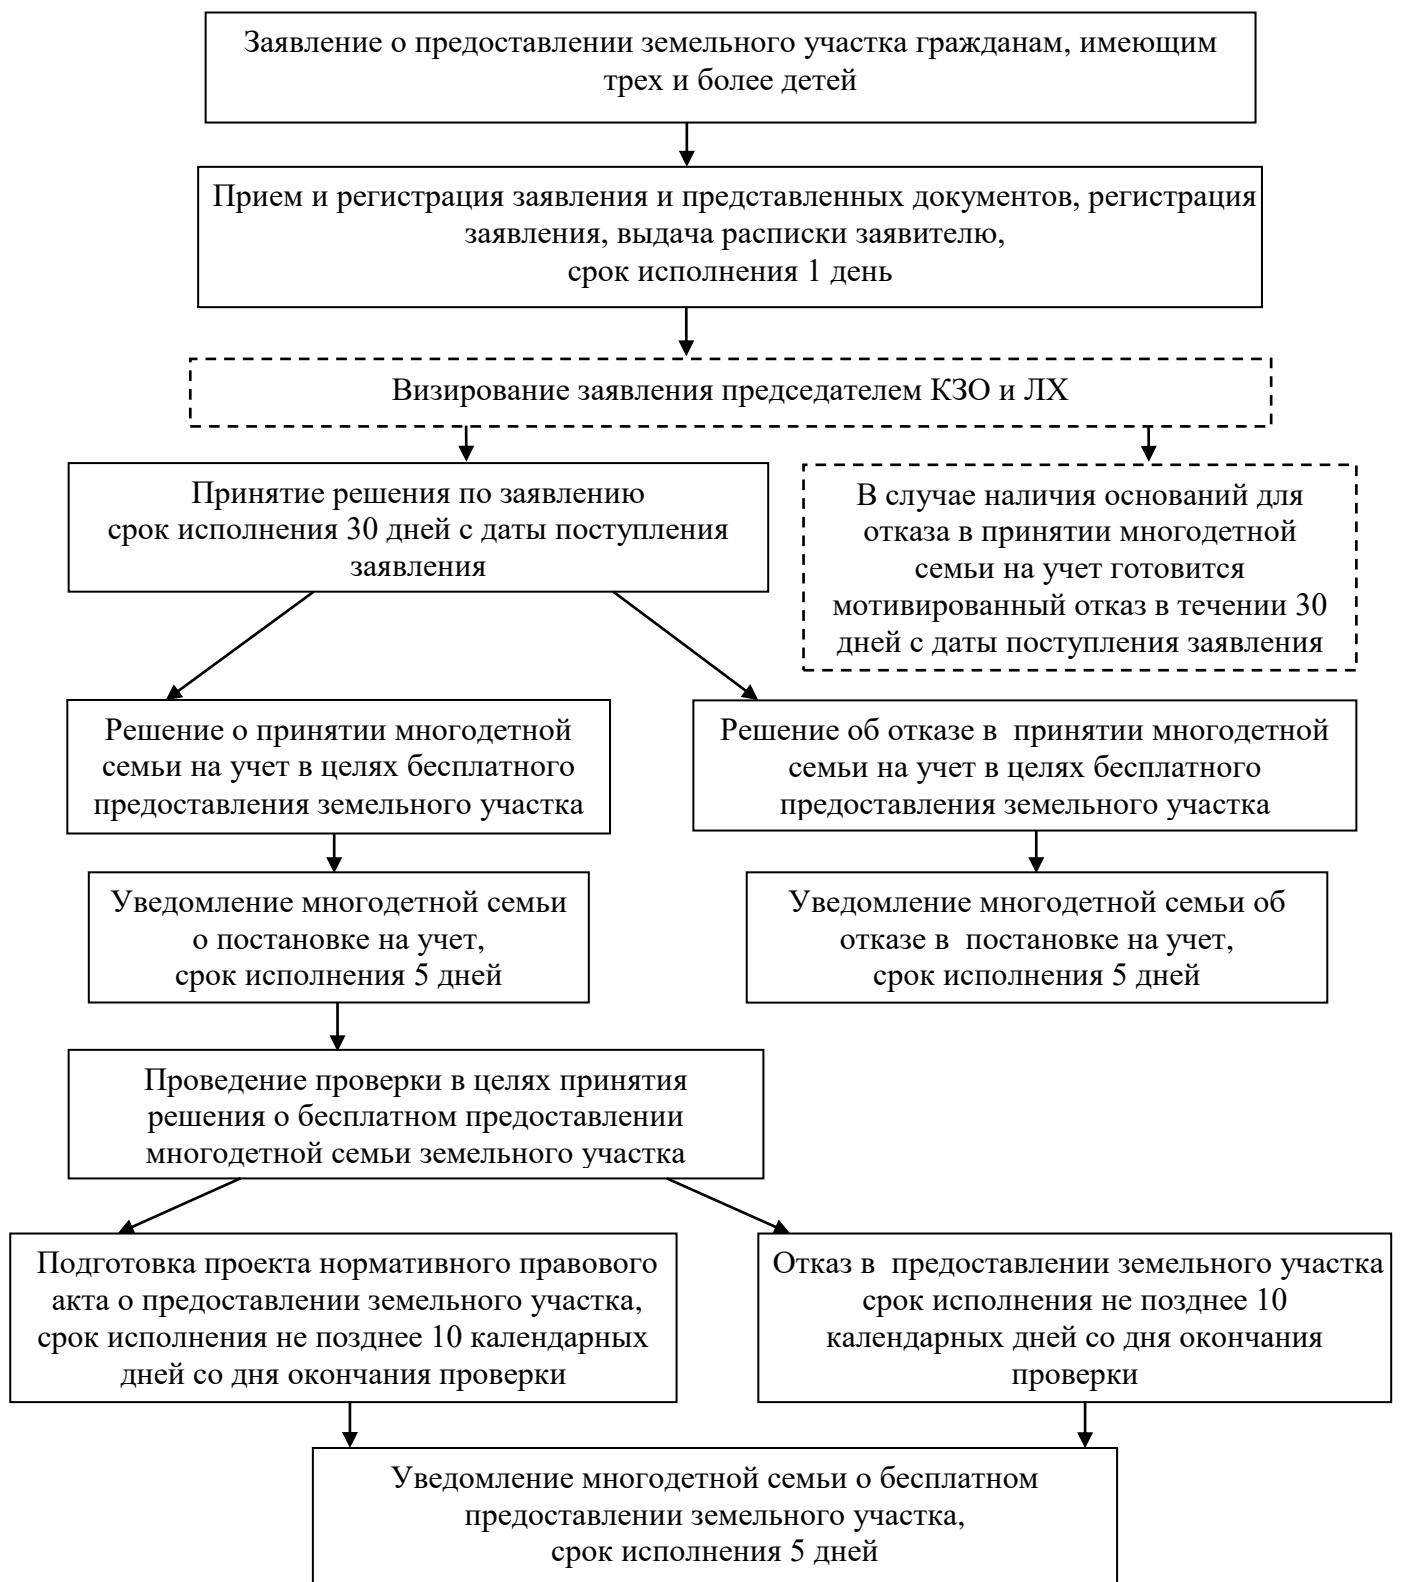 Заявление о предоставлении земельного участка гражданам, имеющим
трех и более детей
Прием и регистрация заявления и представленных документов, регистрация
заявления, выдача расписки заявителю,
срок исполнения 1 день
Визирование заявления председателем КЗО и ЛХ
Принятие решения по заявлению
срок исполнения 30 дней с даты поступления
заявления
В случае наличия оснований для
отказа в принятии многодетной
семьи на учет готовится
мотивированный отказ в течении 30
дней с даты поступления заявления
Решение о принятии многодетной
семьи на учет в целях бесплатного
предоставления земельного участка
Решение об отказе в  принятии многодетной
семьи на учет в целях бесплатного
предоставления земельного участка
Уведомление многодетной семьи
о постановке на учет,
срок исполнения 5 дней
Уведомление многодетной семьи об
отказе в  постановке на учет,
срок исполнения 5 дней
Проведение проверки в целях принятия
решения о бесплатном предоставлении
многодетной семьи земельного участка
Подготовка проекта нормативного правового
акта о предоставлении земельного участка,
срок исполнения не позднее 10 календарных
дней со дня окончания проверки
Отказ в  предоставлении земельного участка
срок исполнения не позднее 10
календарных дней со дня окончания
проверки
Уведомление многодетной семьи о бесплатном
предоставлении земельного участка,
срок исполнения 5 дней